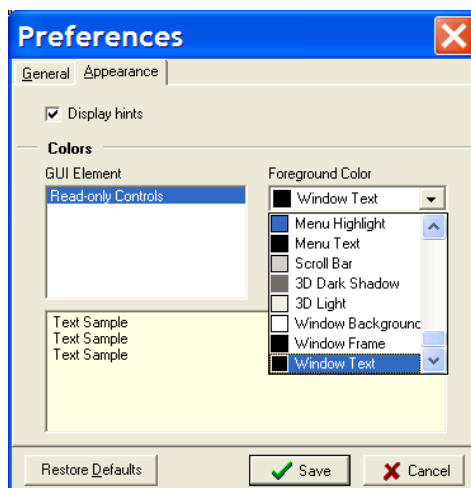 Preferences
General Appearance
Display hints
Colors
GUI Element
Read-only Controls
Foreground Color
Window Text
Menu Highlight
Menu Text
Scroll Bar
3D Dark Shadow
3D Light
Window Background
Window Frame
Window Text
Text Sample
Text Sample
Text Sample
Restore Defaults
Save
Cancel